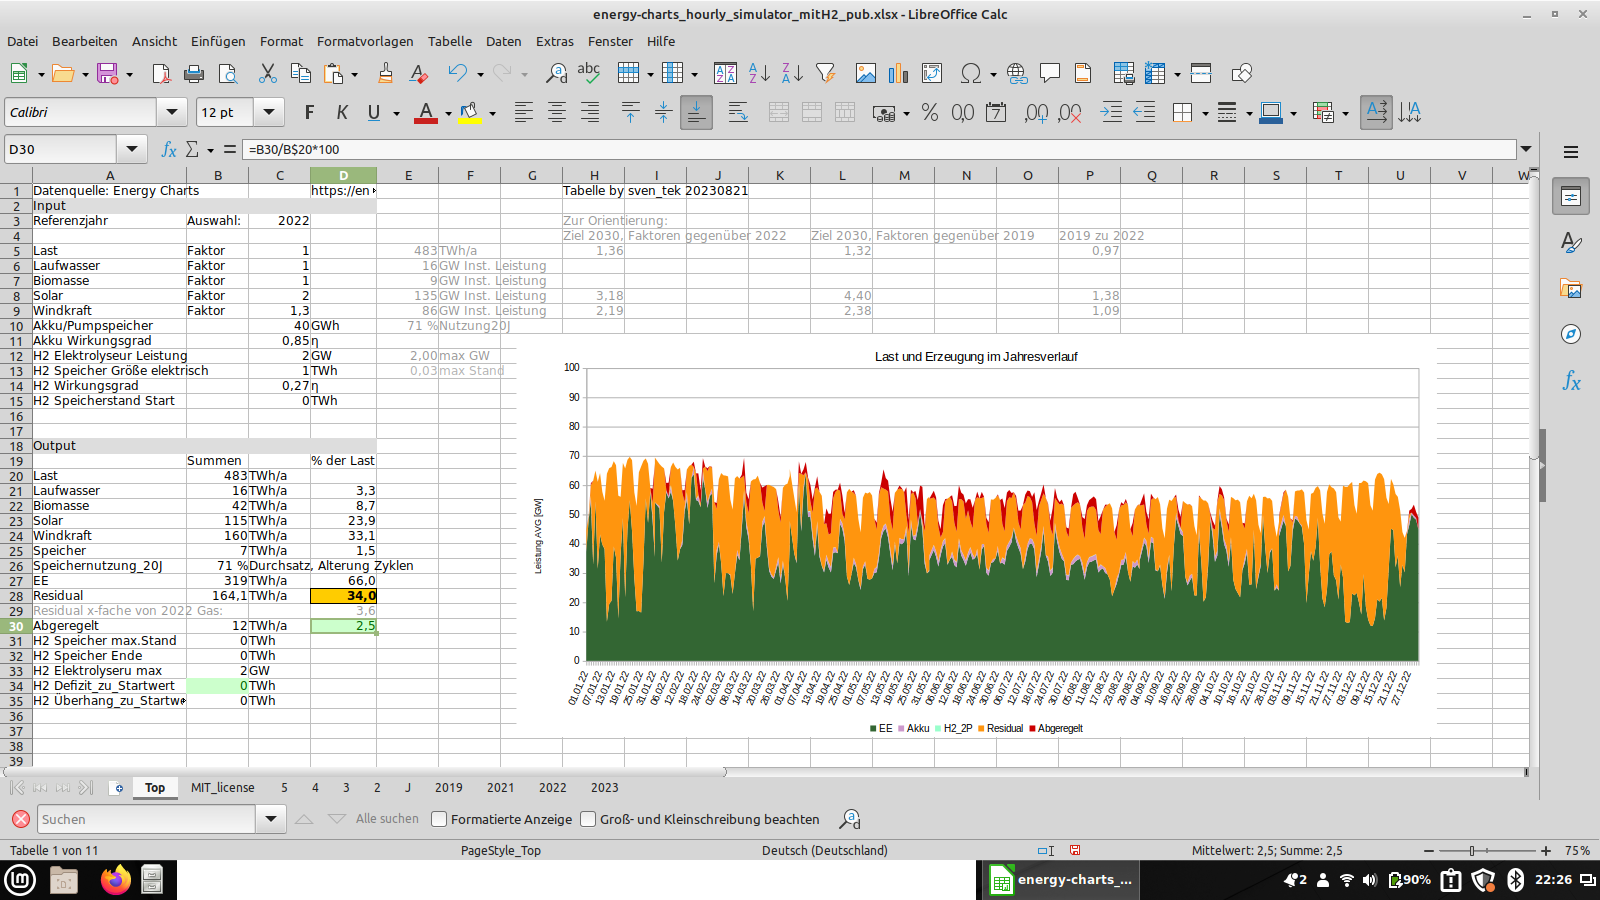 energy-charts_hourly_simulator_mitH2_pub.xlsx - LibreOffice Calc
Datei Bearbeiten Ansicht Einfügen Format Formatvorlagen Tabelle Daten Extras Fenster Hilfe
Calibri 12 pt F K U
D30 =B30/B$20*100
A B C D E F G H I J K L M N O P Q R S T U V W
1 Datenquelle: Energy Charts https://en Tabelle by sven_tek 20230821
2 Input
3 Referenzjahr Auswahl: 2022 Zur Orientierung:
4 Ziel 2030, Faktoren gegenüber 2022 Ziel 2030, Faktoren gegenüber 2019 2019 zu 2022
5 Last Faktor 1 483 TWh/a 1,36 1,32 0,97
6 Laufwasser Faktor 1 16 GW Inst. Leistung
7 Biomasse Faktor 1 9 GW Inst. Leistung
8 Solar Faktor 2 135 GW Inst. Leistung 3,18 4,40 1,38
9 Windkraft Faktor 1,3 86 GW Inst. Leistung 2,19 2,38 1,09
10 Akku/Pumpspeicher 40 GWh 71 % Nutzung20J
11 Akku Wirkungsgrad 0,85 η
12 H2 Elektrolyseur Leistung 2 GW 2,00 max GW
13 H2 Speicher Größe elektrisch 1 TWh 0,03 max Stand
14 H2 Wirkungsgrad 0,27 η
15 H2 Speicherstand Start 0 TWh
16
17
18 Output
19 Summen % der Last
20 Last 483 TWh/a
21 Laufwasser 16 TWh/a 3,3
22 Biomasse 42 TWh/a 8,7
23 Solar 115 TWh/a 23,9
24 Windkraft 160 TWh/a 33,1
25 Speicher 7 TWh/a 1,5
26 Speichernutzung_20J 71 % Durchsatz, Alterung Zyklen
27 EE 319 TWh/a 66,0
28 Residual 164,1 TWh/a 34,0
29 Residual x-fache von 2022 Gas: 3,6
30 Abgeregelt 12 TWh/a 2,5
31 H2 Speicher max.Stand 0 TWh
32 H2 Speicher Ende 0 TWh
33 H2 Elektrolyseru max 2 GW
34 H2 Defizit_zu_Startwert 0 TWh
35 H2 Überhang_zu_Startwe 0 TWh
36
37
38
39
Last und Erzeugung im Jahresverlauf
Leistung AVG [GW]
100
90
80
70
60
50
40
30
20
10
0
01.01.22 07.01.22 13.01.22 19.01.22 25.01.22 31.01.22 06.02.22 12.02.22 18.02.22 24.02.22 02.03.22 08.03.22 14.03.22 20.03.22 26.03.22 01.04.22 07.04.22 13.04.22 19.04.22 25.04.22 01.05.22 07.05.22 13.05.22 19.05.22 25.05.22 31.05.22 06.06.22 12.06.22 18.06.22 24.06.22 30.06.22 06.07.22 12.07.22 18.07.22 24.07.22 30.07.22 05.08.22 11.08.22 17.08.22 23.08.22 29.08.22 04.09.22 10.09.22 16.09.22 22.09.22 28.09.22 04.10.22 10.10.22 16.10.22 22.10.22 28.10.22 03.11.22 09.11.22 15.11.22 21.11.22 27.11.22 03.12.22 09.12.22 15.12.22 21.12.22 27.12.22
EE Akku H2_2P Residual Abgeregelt
Top MIT_license 5 4 3 2 J 2019 2021 2022 2023
Suchen Alle suchen Formatierte Anzeige Groß- und Kleinschreibung beachten
Tabelle 1 von 11 PageStyle_Top Deutsch (Deutschland) Mittelwert: 2,5; Summe: 2,5 75%
energy-charts_... 2 90% 22:26